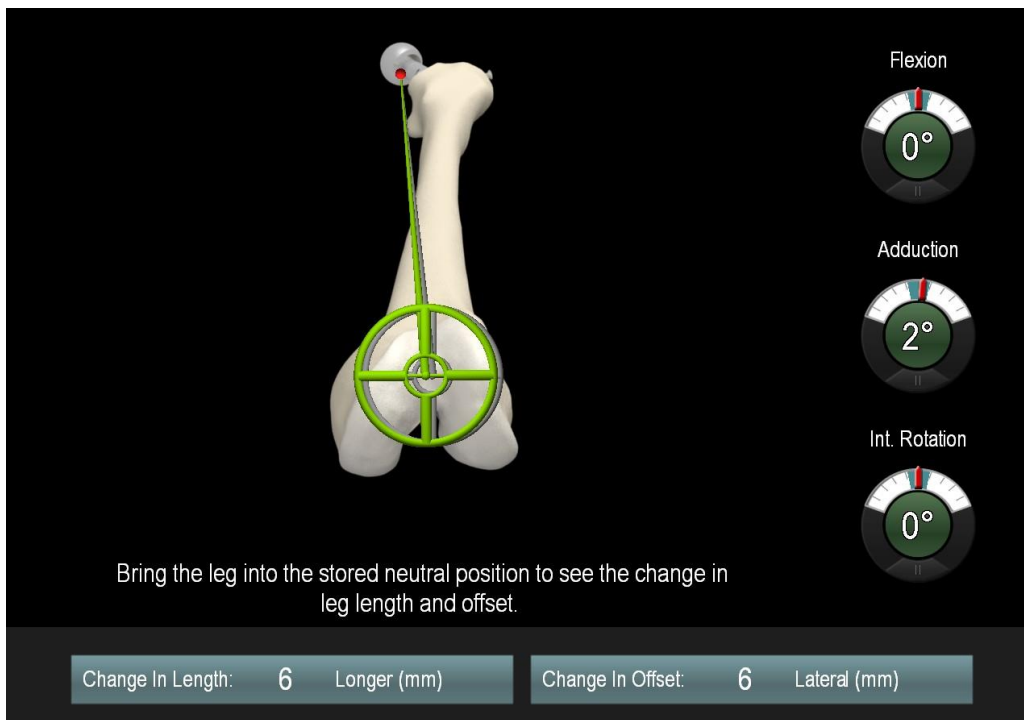 Flexion
0°
Adduction
2°
Int. Rotation
0°
Bring the leg into the stored neutral position to see the change in
leg length and offset.
Change In Length: 6 Longer (mm)
Change In Offset: 6 Lateral (mm)